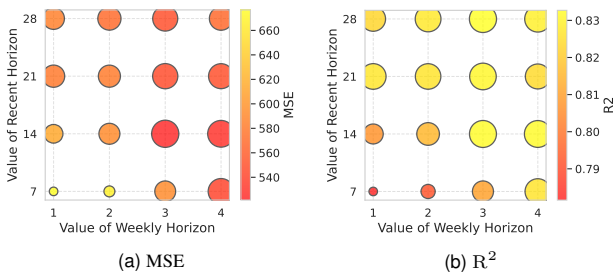 28
21
14
7
1 2 3 4
Value of Recent Horizon
Value of Weekly Horizon
660
640
620
600
580
560
540
MSE
(a) MSE
28
21
14
7
1 2 3 4
Value of Recent Horizon
Value of Weekly Horizon
0.83
0.82
0.81
0.80
0.79
R2
(b) R²